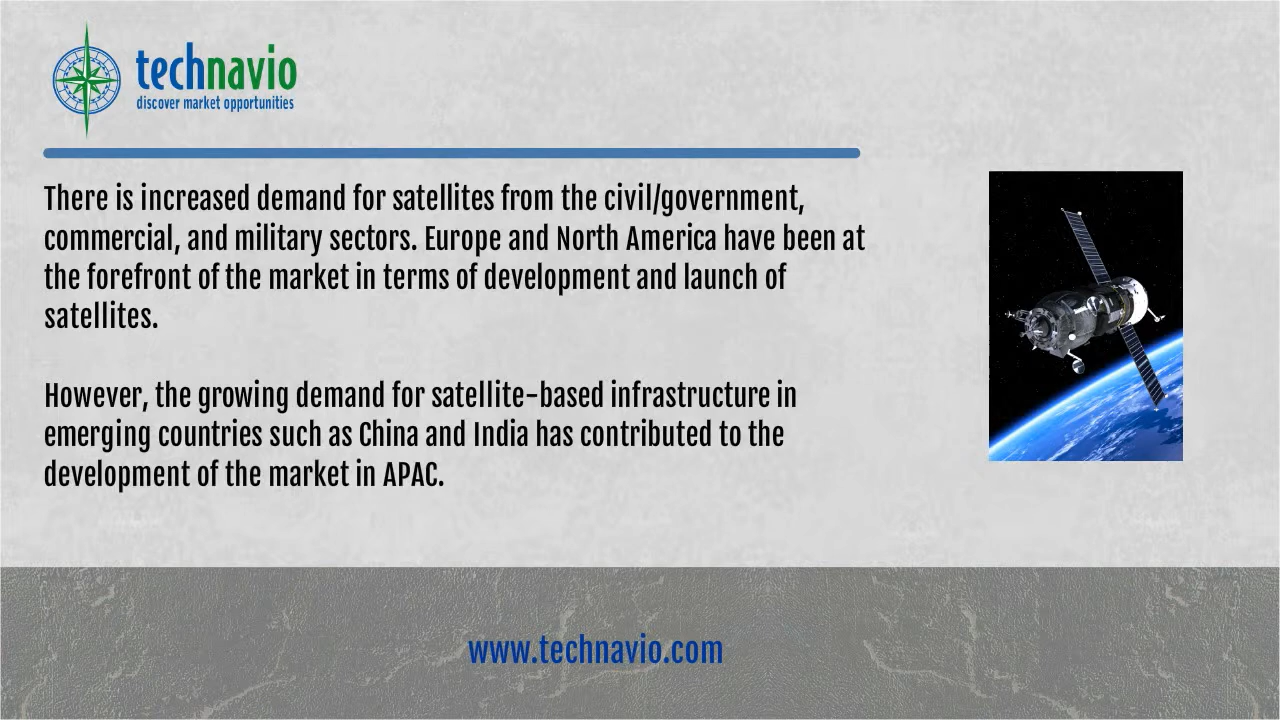 technavio
discover market opportunities
There is increased demand for satellites from the civil/government,
commercial, and military sectors. Europe and North America have been at
the forefront of the market in terms of development and launch of
satellites.
However, the growing demand for satellite-based infrastructure in
emerging countries such as China and India has contributed to the
development of the market in APAC.
www.technavio.com